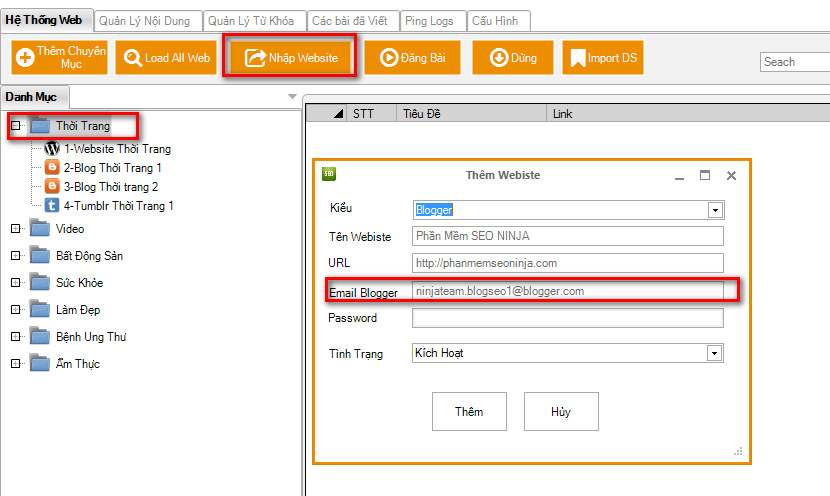 Hệ Thống Web Quản Lý Nội Dung Quản Lý Từ Khóa Các bài đã Viết Ping Logs Cấu Hình
Thêm Chuyên
Mục
Load All Web
Nhập Website
Đăng Bài
Dừng
Import DS
Seach
Danh Mục
Thời Trang
1-Website Thời Trang
2-Blog Thời Trang 1
3-Blog Thời trang 2
4-Tumblr Thời Trang 1
Video
Bất Động Sản
Sức Khỏe
Làm Đẹp
Bệnh Ung Thư
Ẩm Thực
STT Tiêu Đề Link
Thêm Webiste
Kiểu Blogger
Tên Webiste Phần Mềm SEO NINJA
URL http://phanmemseoninja.com
Email Blogger ninjateam.blogseo1@blogger.com
Password
Tình Trạng Kích Hoạt
Thêm Hủy